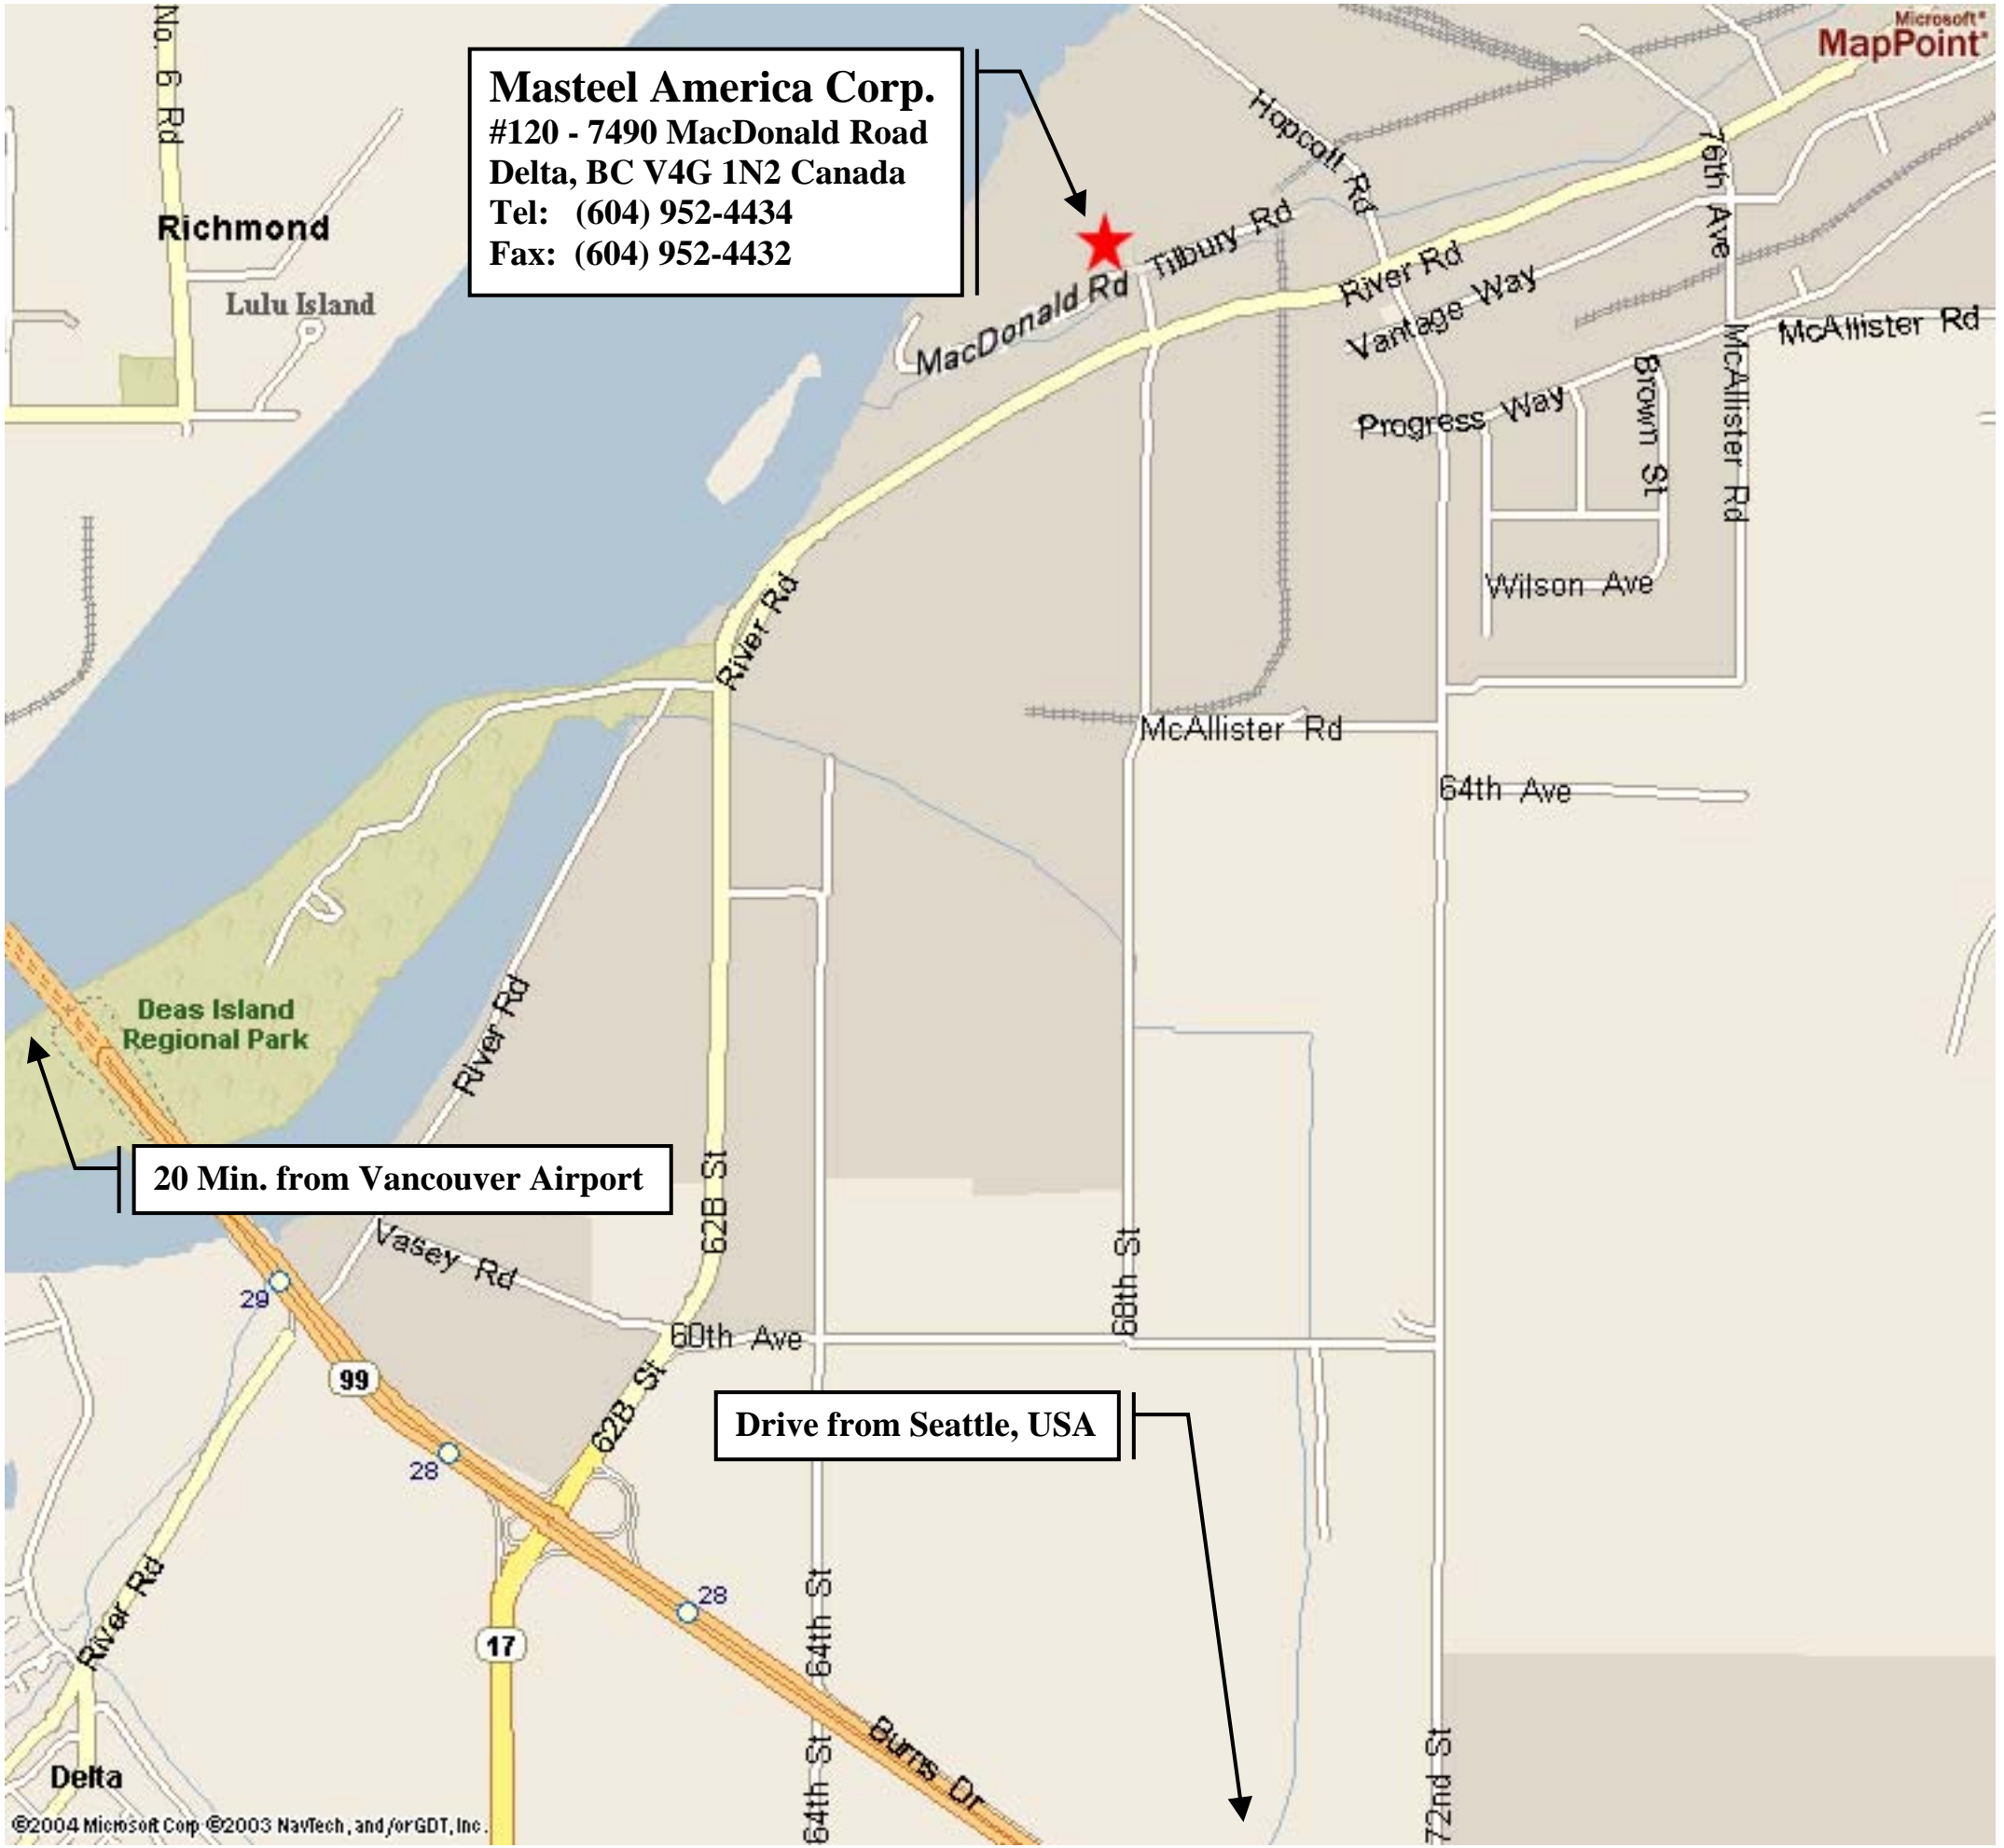 No. 6 Rd
Microsoft®
MapPoint®
Masteel America Corp.
#120 - 7490 MacDonald Road
Delta, BC V4G 1N2 Canada
Tel: (604) 952-4434
Fax: (604) 952-4432
Hopcott Rd
76th Ave
Richmond
Lulu Island
Tilbury Rd
MacDonald Rd
River Rd
Vantage Way
McAllister Rd
McAllister Rd
Brown St
Progress Way
Wilson Ave
River Rd
McAllister Rd
64th Ave
Deas Island
Regional Park
River Rd
20 Min. from Vancouver Airport
62B St
Vasey Rd
68th St
29
60th Ave
99
62B St
Drive from Seattle, USA
28
28
River Rd
17
64th St
Burns Dr
64th St
72nd St
Delta
©2004 Microsoft Corp ©2003 NavTech, and/or GDT, Inc.